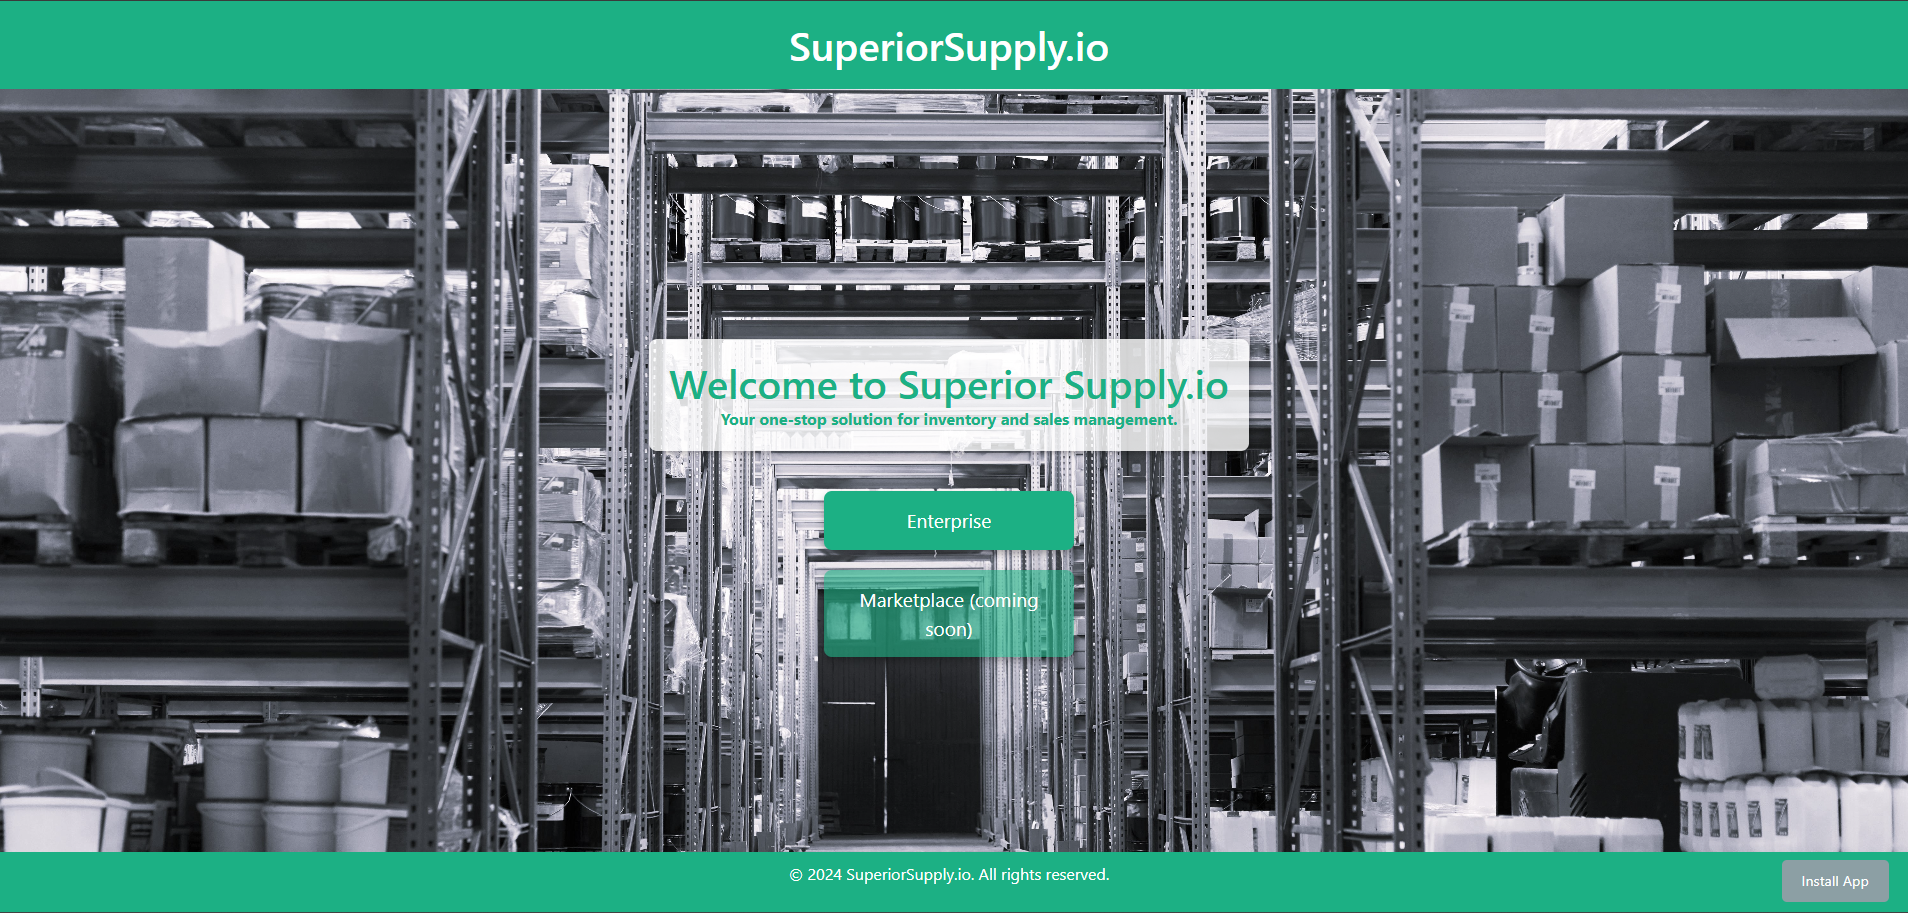 SuperiorSupply.io
Welcome to Superior Supply.io
Your one-stop solution for inventory and sales management.
Enterprise
Marketplace (coming
soon)
© 2024 SuperiorSupply.io. All rights reserved.
Install App